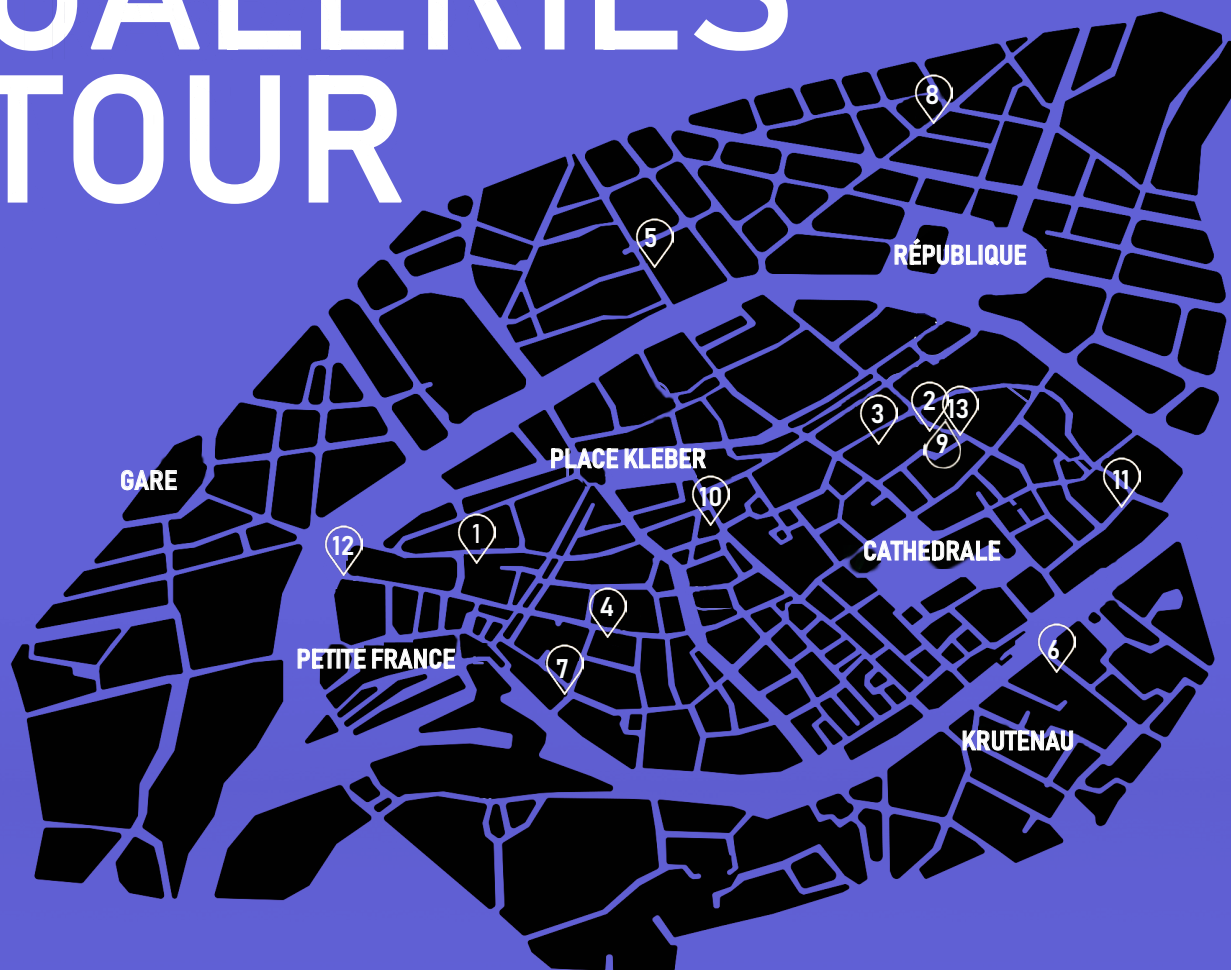 GALERIES
TOUR
8
5
RÉPUBLIQUE
2
13
3
9
PLACE KLEBER
GARE
11
10
1
12
CATHEDRALE
4
6
PETITE FRANCE
7
KRUTENAU